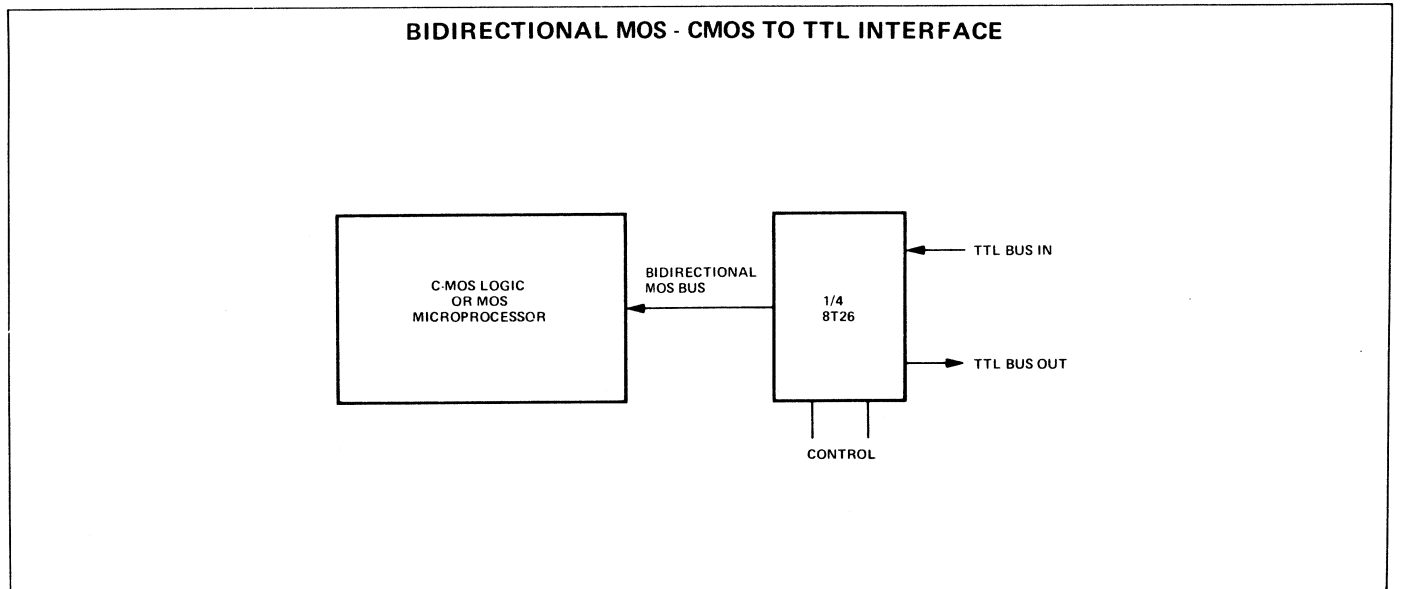 BIDIRECTIONAL MOS - CMOS TO TTL INTERFACE
C-MOS LOGIC
OR MOS
MICROPROCESSOR
BIDIRECTIONAL
MOS BUS
1/4
8T26
TTL BUS IN
TTL BUS OUT
CONTROL